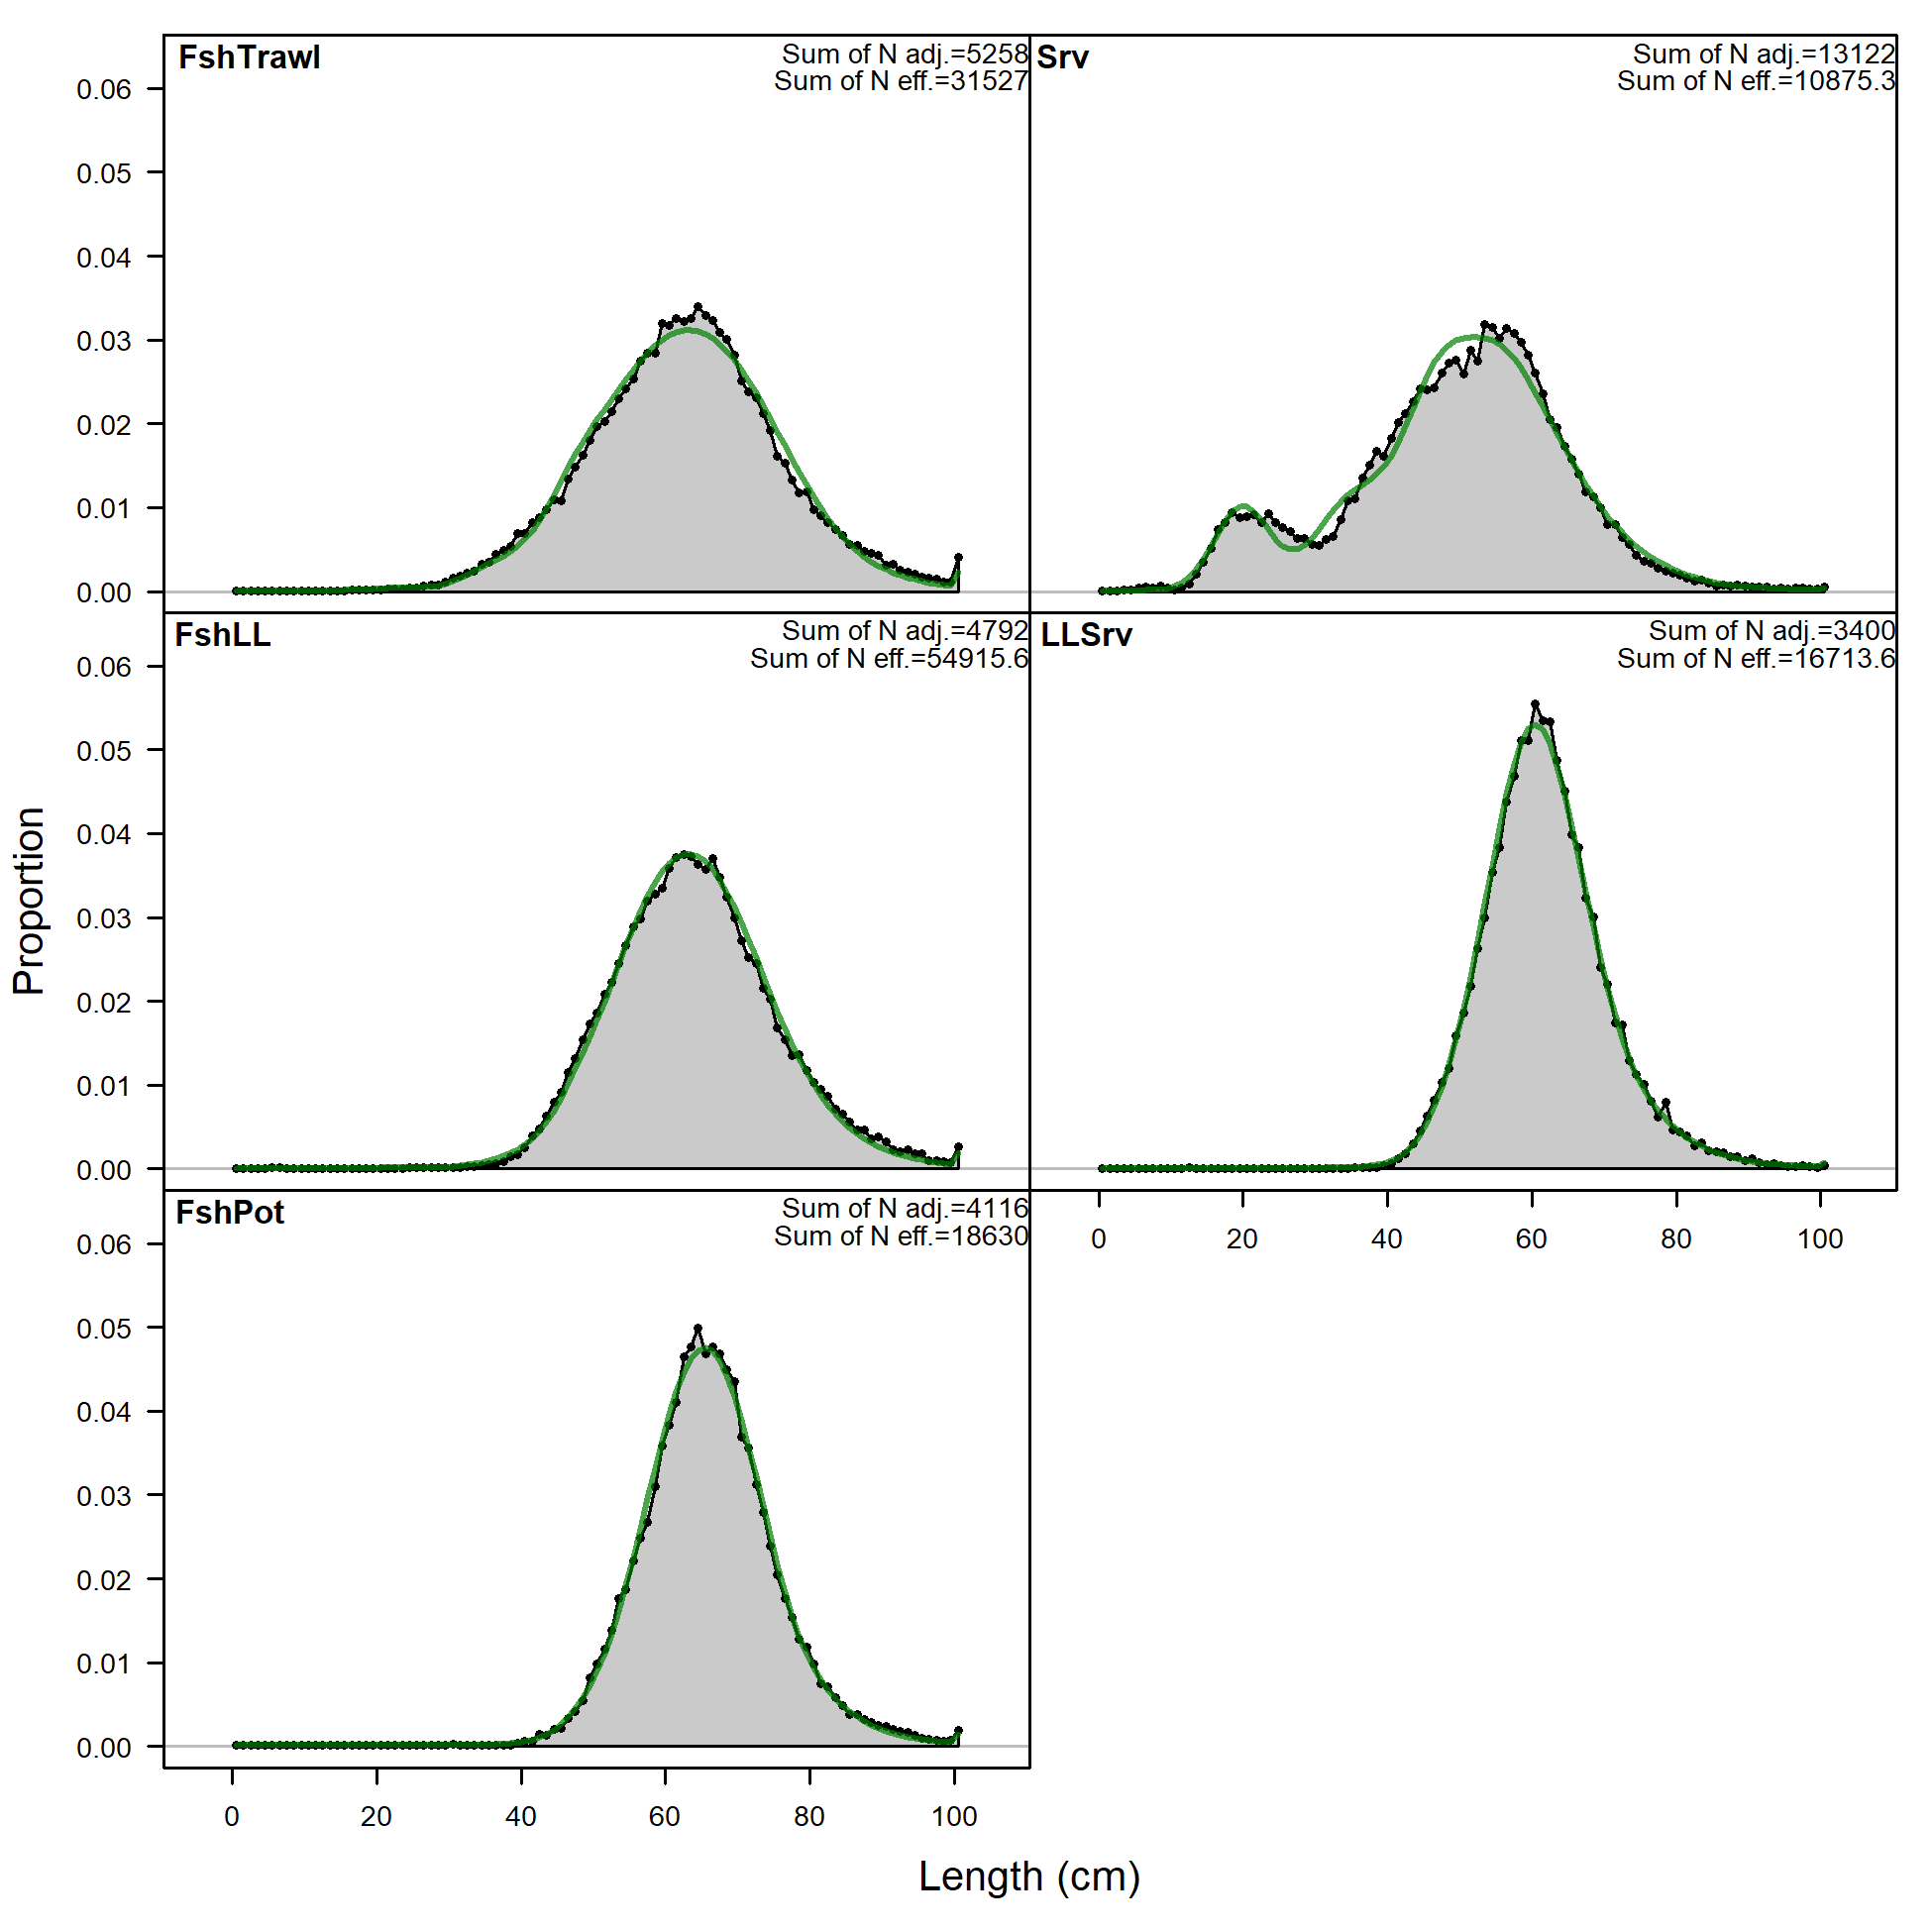 FshTrawl
Sum of N adj.=5258
Sum of N eff.=31527
0.06
0.05
0.04
0.03
0.02
0.01
0.00
Srv
Sum of N adj.=13122
Sum of N eff.=10875.3
FshLL
Sum of N adj.=4792
Sum of N eff.=54915.6
0.06
0.05
0.04
0.03
0.02
0.01
0.00
LLSrv
Sum of N adj.=3400
Sum of N eff.=16713.6
0 20 40 60 80 100
FshPot
Sum of N adj.=4116
Sum of N eff.=18630
0.06
0.05
0.04
0.03
0.02
0.01
0.00
0 20 40 60 80 100
Proportion
Length (cm)